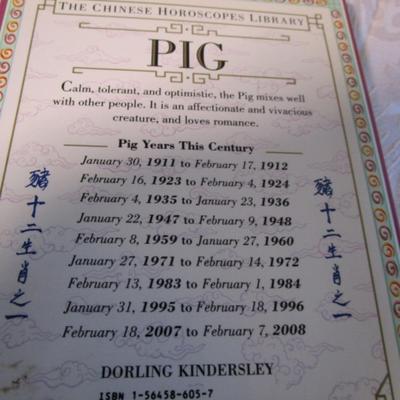 THE CHINESE HOROSCOPES LIBRARY
PIG
Calm, tolerant, and optimistic, the Pig mixes well
with other people. It is an affectionate and vivacious
creature, and loves romance.
Pig Years This Century
January 30, 1911 to February 17, 1912
February 16, 1923 to February 4, 1924
February 4, 1935 to January 23, 1936
January 22, 1947 to February 9, 1948
February 8, 1959 to January 27, 1960
January 27, 1971 to February 14, 1972
February 13, 1983 to February 1, 1984
January 31, 1995 to February 18, 1996
February 18, 2007 to February 7, 2008
豬十二生肖之一
豬十二生肖之一
DORLING KINDERSLEY
ISBN 1-56458-605-7